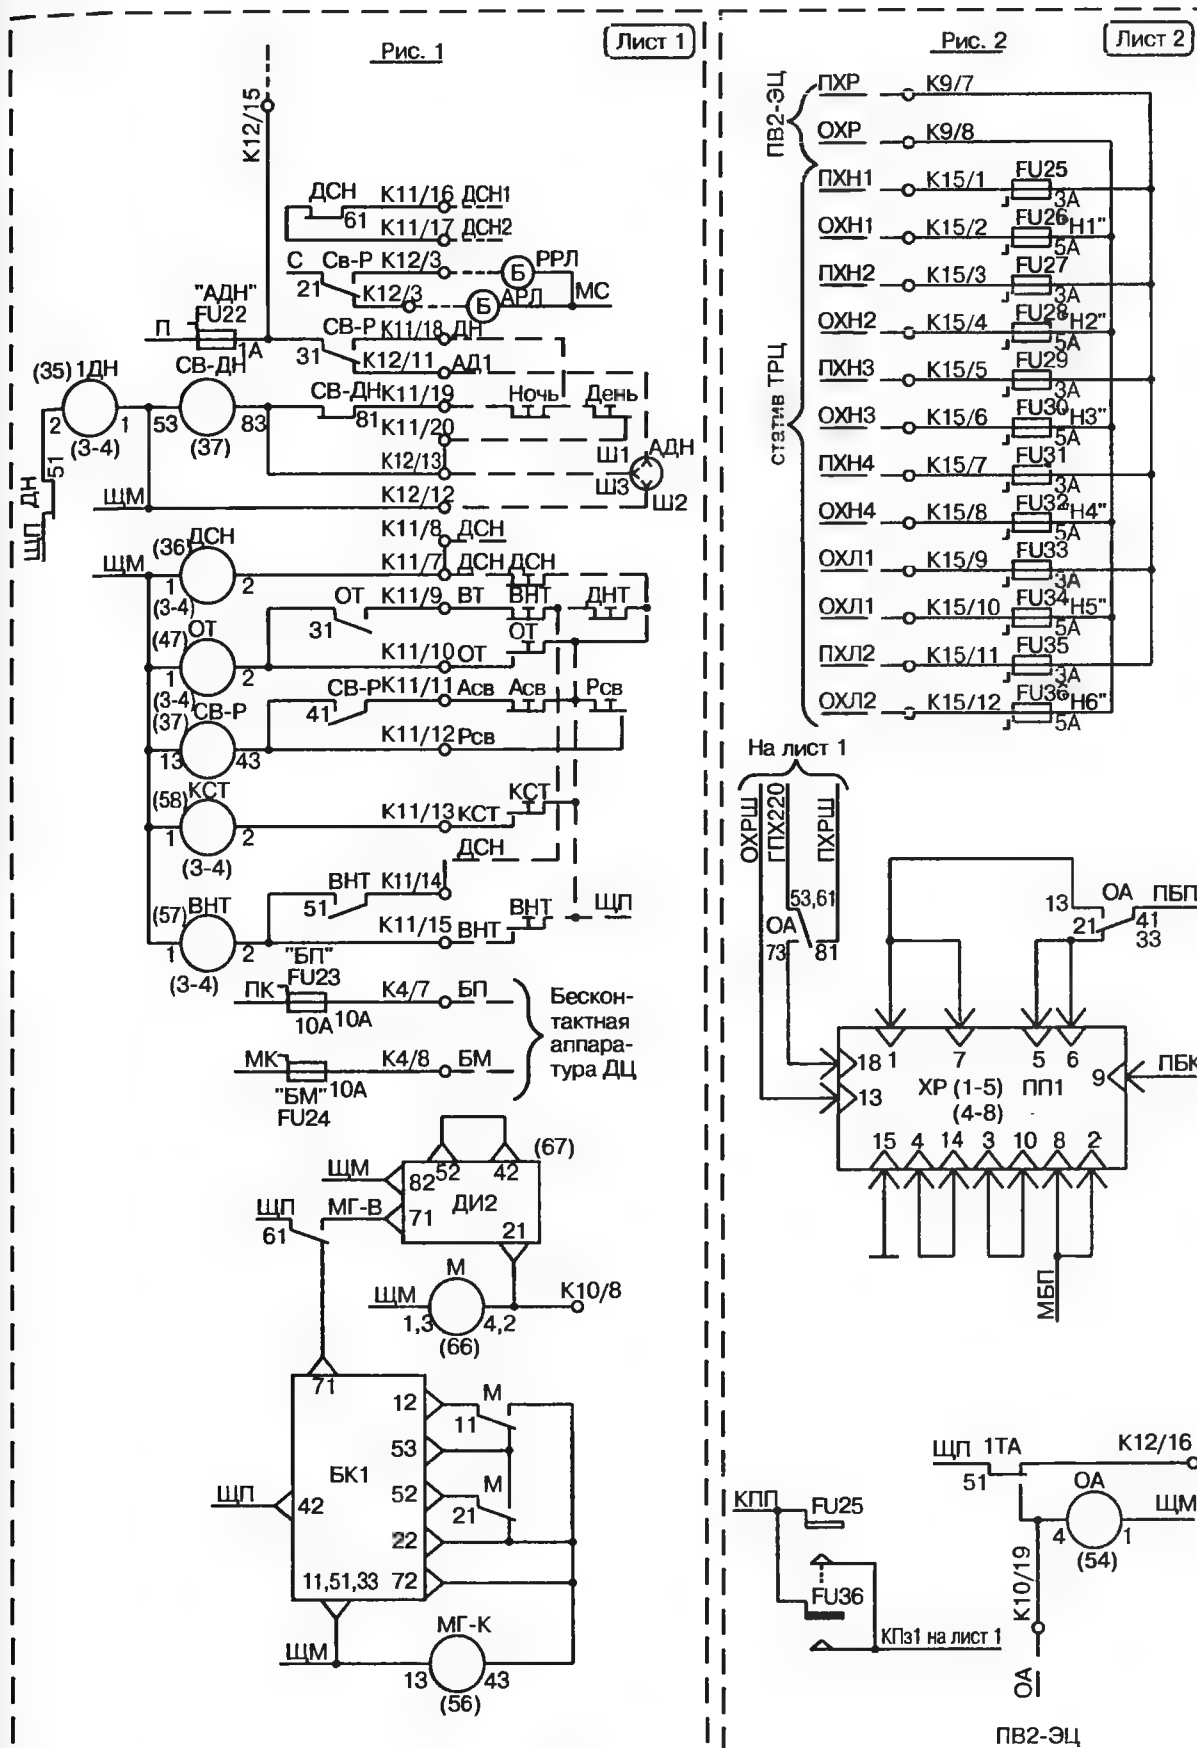 Рис. 1
Лист 1
К12/15
ДСН
61
К11/16 ДСН1
К11/17 ДСН2
С
Св-Р
21
К12/3
К12/3
Б
РРЛ
Б
АРЛ
МС
"АДН"
FU22
П
1А
СВ-Р
31
К11/18 ДН
К12/11 АД1
(35) 1ДН
2
1
(3-4)
СВ-ДН
53
83
(37)
СВ-ДН
81
К11/19
Ночь
День
К11/20
Ш1
К12/13
АДН
Ш3
К12/12
Ш2
51
ДН
ЩП
ЩМ
К11/8 ДСН
ЩМ
(36) ДСН
1
2
(3-4)
К11/7 ДСН
ДСН
ОТ
31
К11/9 ВТ
ВНТ
ДНТ
(47) ОТ
1
2
(3-4)
К11/10 ОТ
ОТ
СВ-Р
41
К11/11 Асв
Асв
Рсв
(37) СВ-Р
13
43
К11/12 Рсв
(58) КСТ
1
2
(3-4)
К11/13 КСТ
КСТ
ДСН
ВНТ
51
К11/14
(57) ВНТ
1
2
(3-4)
К11/15 ВНТ
ВНТ
ЩП
"БП"
FU23
ПК
10А
10А
К4/7 БП
МК
10А
"БМ"
FU24
К4/8 БМ
Бескон-
тактная
аппара-
тура ДЦ
(67)
52
42
ЩМ
82
71
ДИ2
21
ЩП
61
МГ-В
М
ЩМ
1,3
4,2
(66)
К10/8
71
БК1
ЩП
42
12
53
52
22
72
11,51,33
М
11
М
21
ЩМ
МГ-К
13
43
(56)
Рис. 2
Лист 2
ПВ2-ЭЦ
статив ТРЦ
ПХР К9/7
ОХР К9/8
ПХН1 К15/1 FU25 3А
ОХН1 К15/2 FU26 "Н1" 5А
ПХН2 К15/3 FU27 3А
ОХН2 К15/4 FU28 "Н2" 5А
ПХН3 К15/5 FU29 3А
ОХН3 К15/6 FU30 "Н3" 5А
ПХН4 К15/7 FU31 3А
ОХН4 К15/8 FU32 "Н4" 5А
ОХЛ1 К15/9 FU33 3А
ОХЛ1 К15/10 FU34 "Н5" 5А
ПХЛ2 К15/11 FU35 3А
ОХЛ2 К15/12 FU36 "Н6" 5А
На лист 1
ОХРШ
ГПХ220
ПХРШ
53,61
ОА
73
81
13
ОА
ПБП
21
41
33
18
1
7
5
6
13
ХР (1-5) ПП1
(4-8)
9
ПБК
15
4
14
3
10
8
2
МБП
ЩП
1ТА
51
К12/16
ОА
4
1
(54)
ЩМ
К10/19
ОА
ПВ2-ЭЦ
КПП
FU25
FU36
КПз1 на лист 1